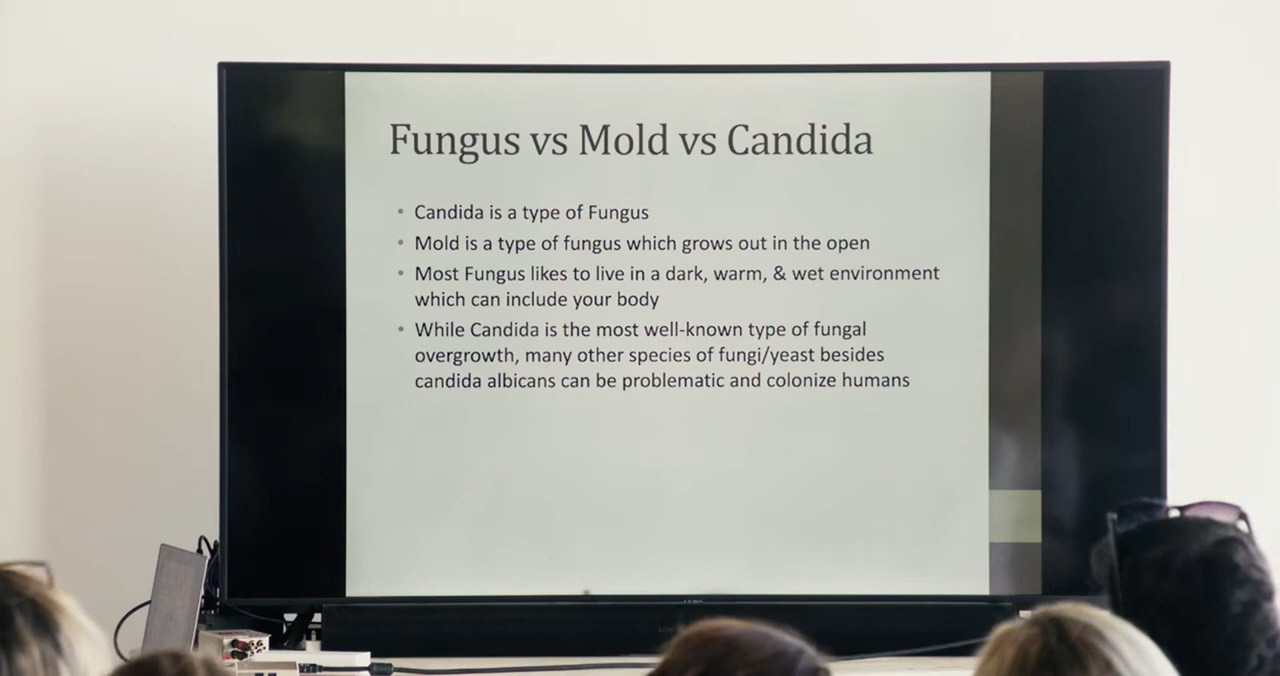 Fungus vs Mold vs Candida
• Candida is a type of Fungus
• Mold is a type of fungus which grows out in the open
• Most Fungus likes to live in a dark, warm, & wet environment
which can include your body
• While Candida is the most well-known type of fungal
overgrowth, many other species of fungi/yeast besides
candida albicans can be problematic and colonize humans